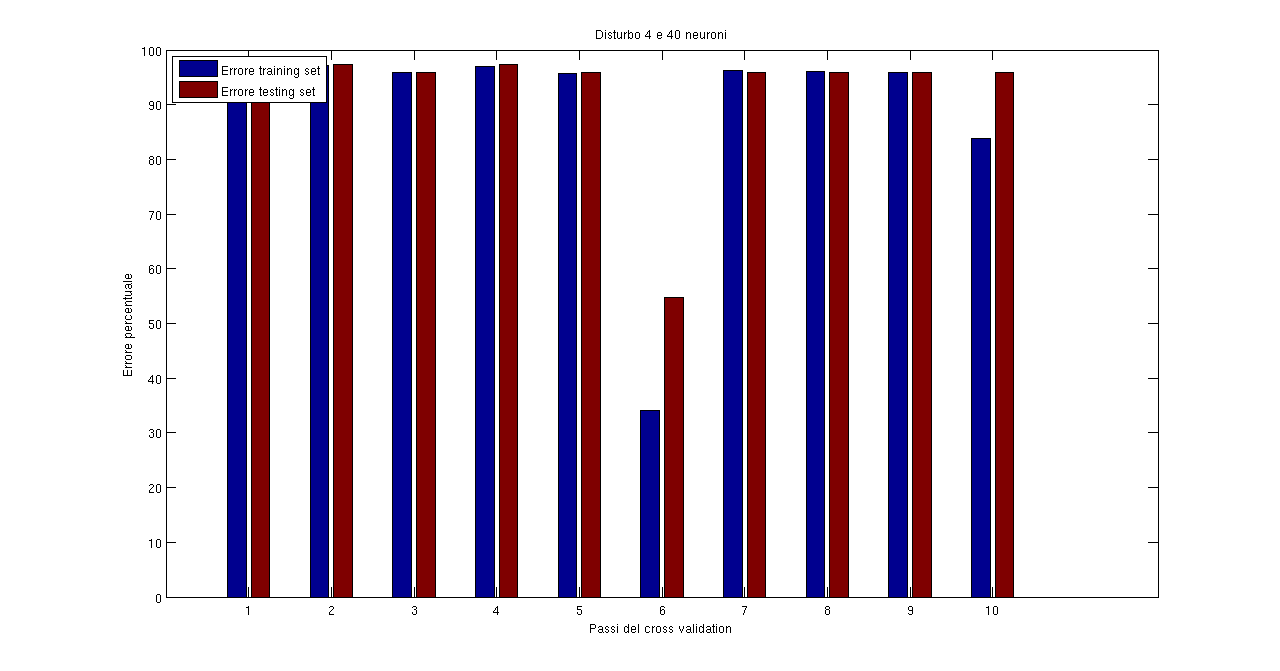 Disturbo 4 e 40 neuroni
Errore training set
Errore testing set
100
90
80
70
60
50
40
30
20
10
0
Errore percentuale
1 2 3 4 5 6 7 8 9 10
Passi del cross validation